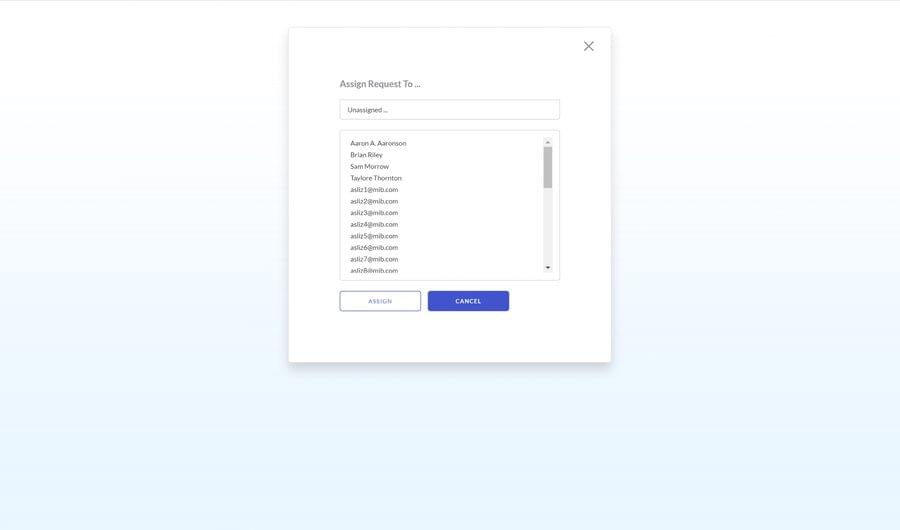 Assign Request To ...
Unassigned ...
Aaron A. Aaronson
Brian Riley
Sam Morrow
Taylore Thornton
asliz1@mib.com
asliz2@mib.com
asliz3@mib.com
asliz4@mib.com
asliz5@mib.com
asliz6@mib.com
asliz7@mib.com
asliz8@mib.com
ASSIGN
CANCEL